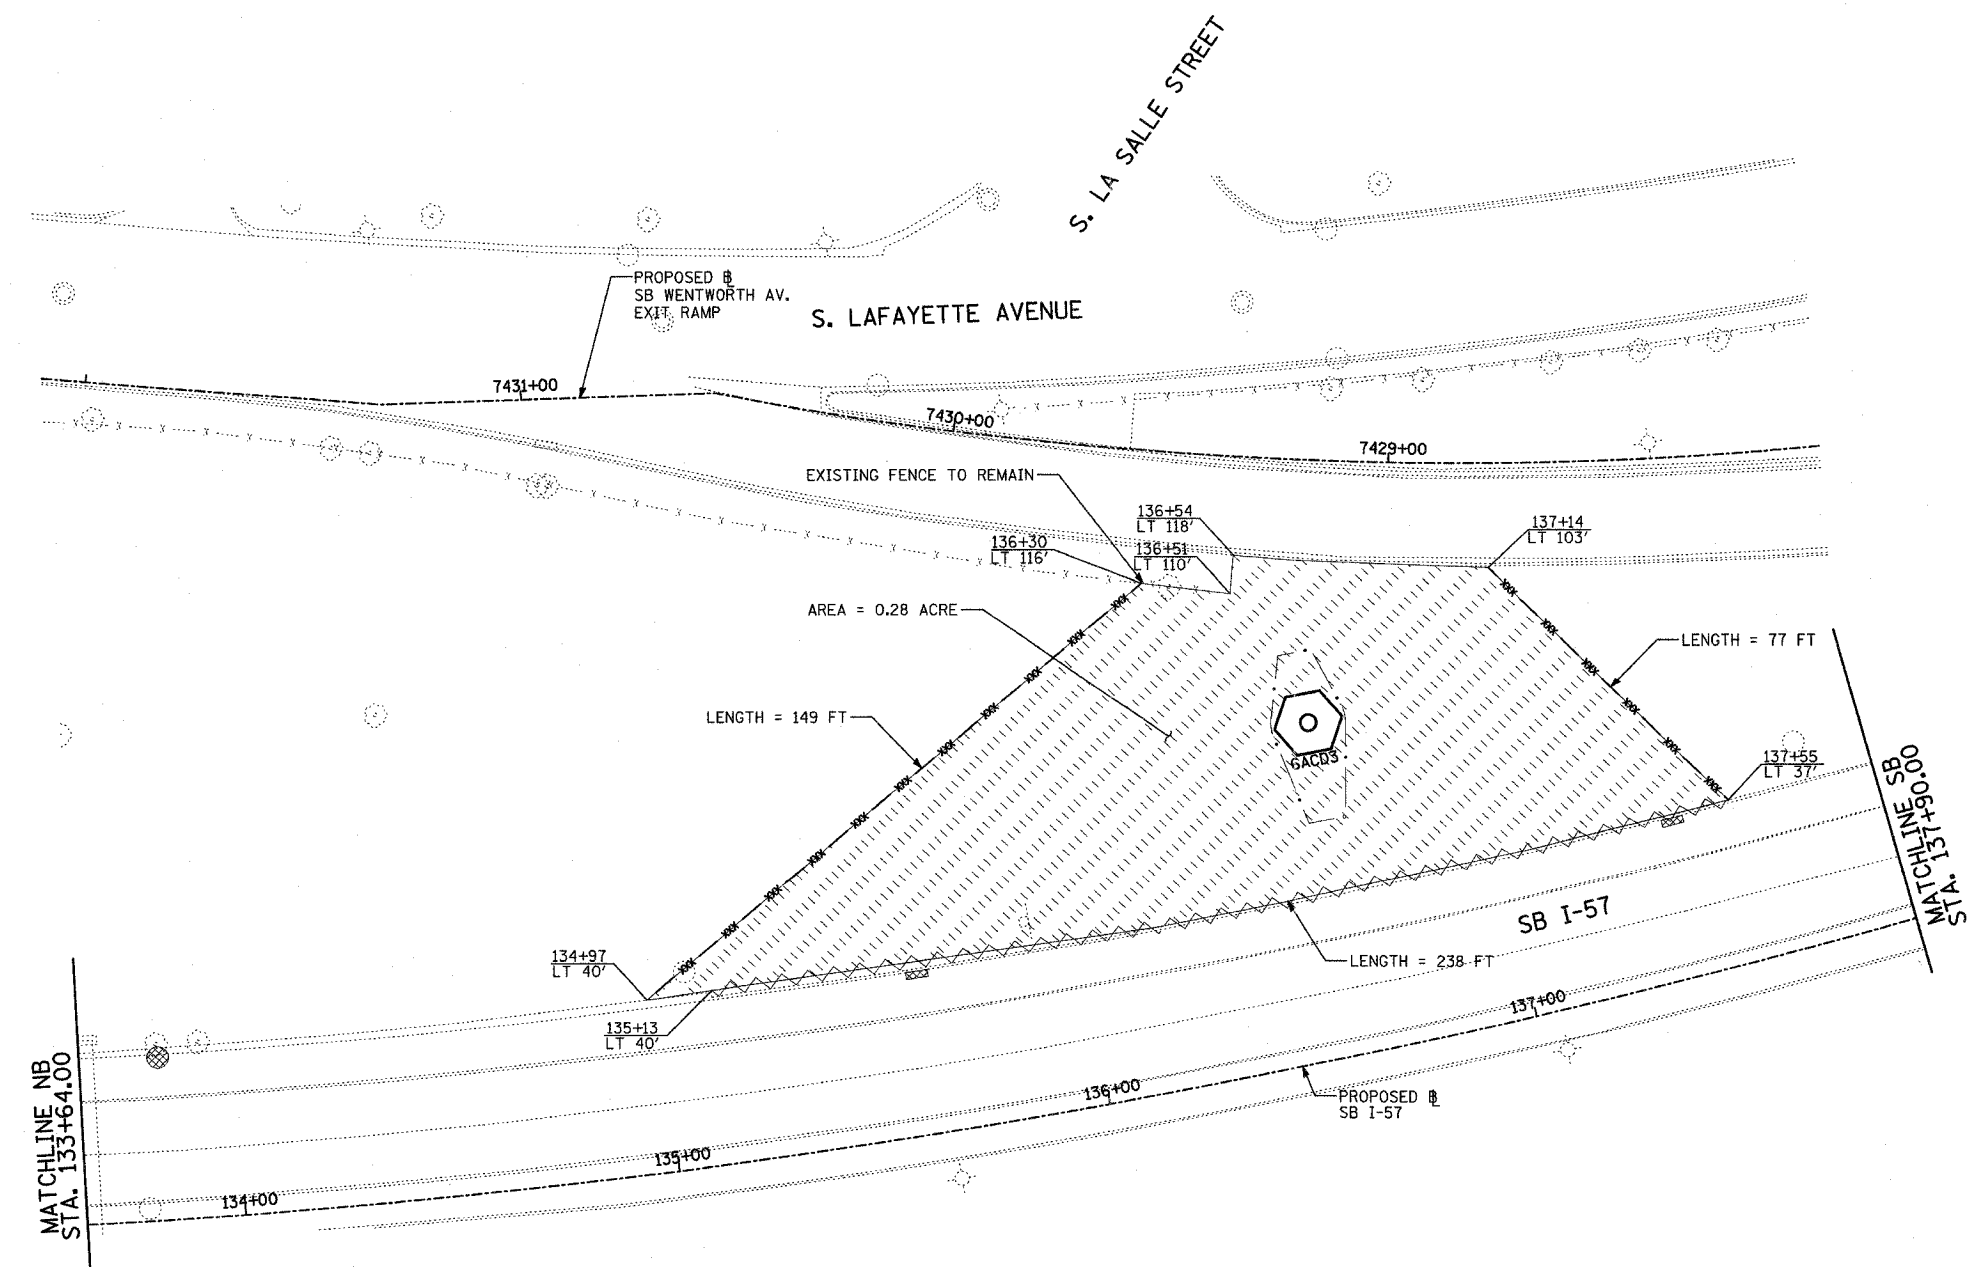 S. LA SALLE STREET
PROPOSED ⅊
SB WENTWORTH AV.
EXIT RAMP
S. LAFAYETTE AVENUE
7431+00
7430+00
7429+00
EXISTING FENCE TO REMAIN
136+54
LT 118'
137+14
LT 103'
136+30
LT 116'
136+51
LT 110'
AREA = 0.28 ACRE
LENGTH = 77 FT
LENGTH = 149 FT
6ACD3
137+55
LT 37'
MATCHLINE SB
STA. 137+90.00
SB I-57
134+97
LT 40'
LENGTH = 238 FT
137+00
135+13
LT 40'
MATCHLINE NB
STA. 133+64.00
136+00
PROPOSED ⅊
SB I-57
135+00
134+00